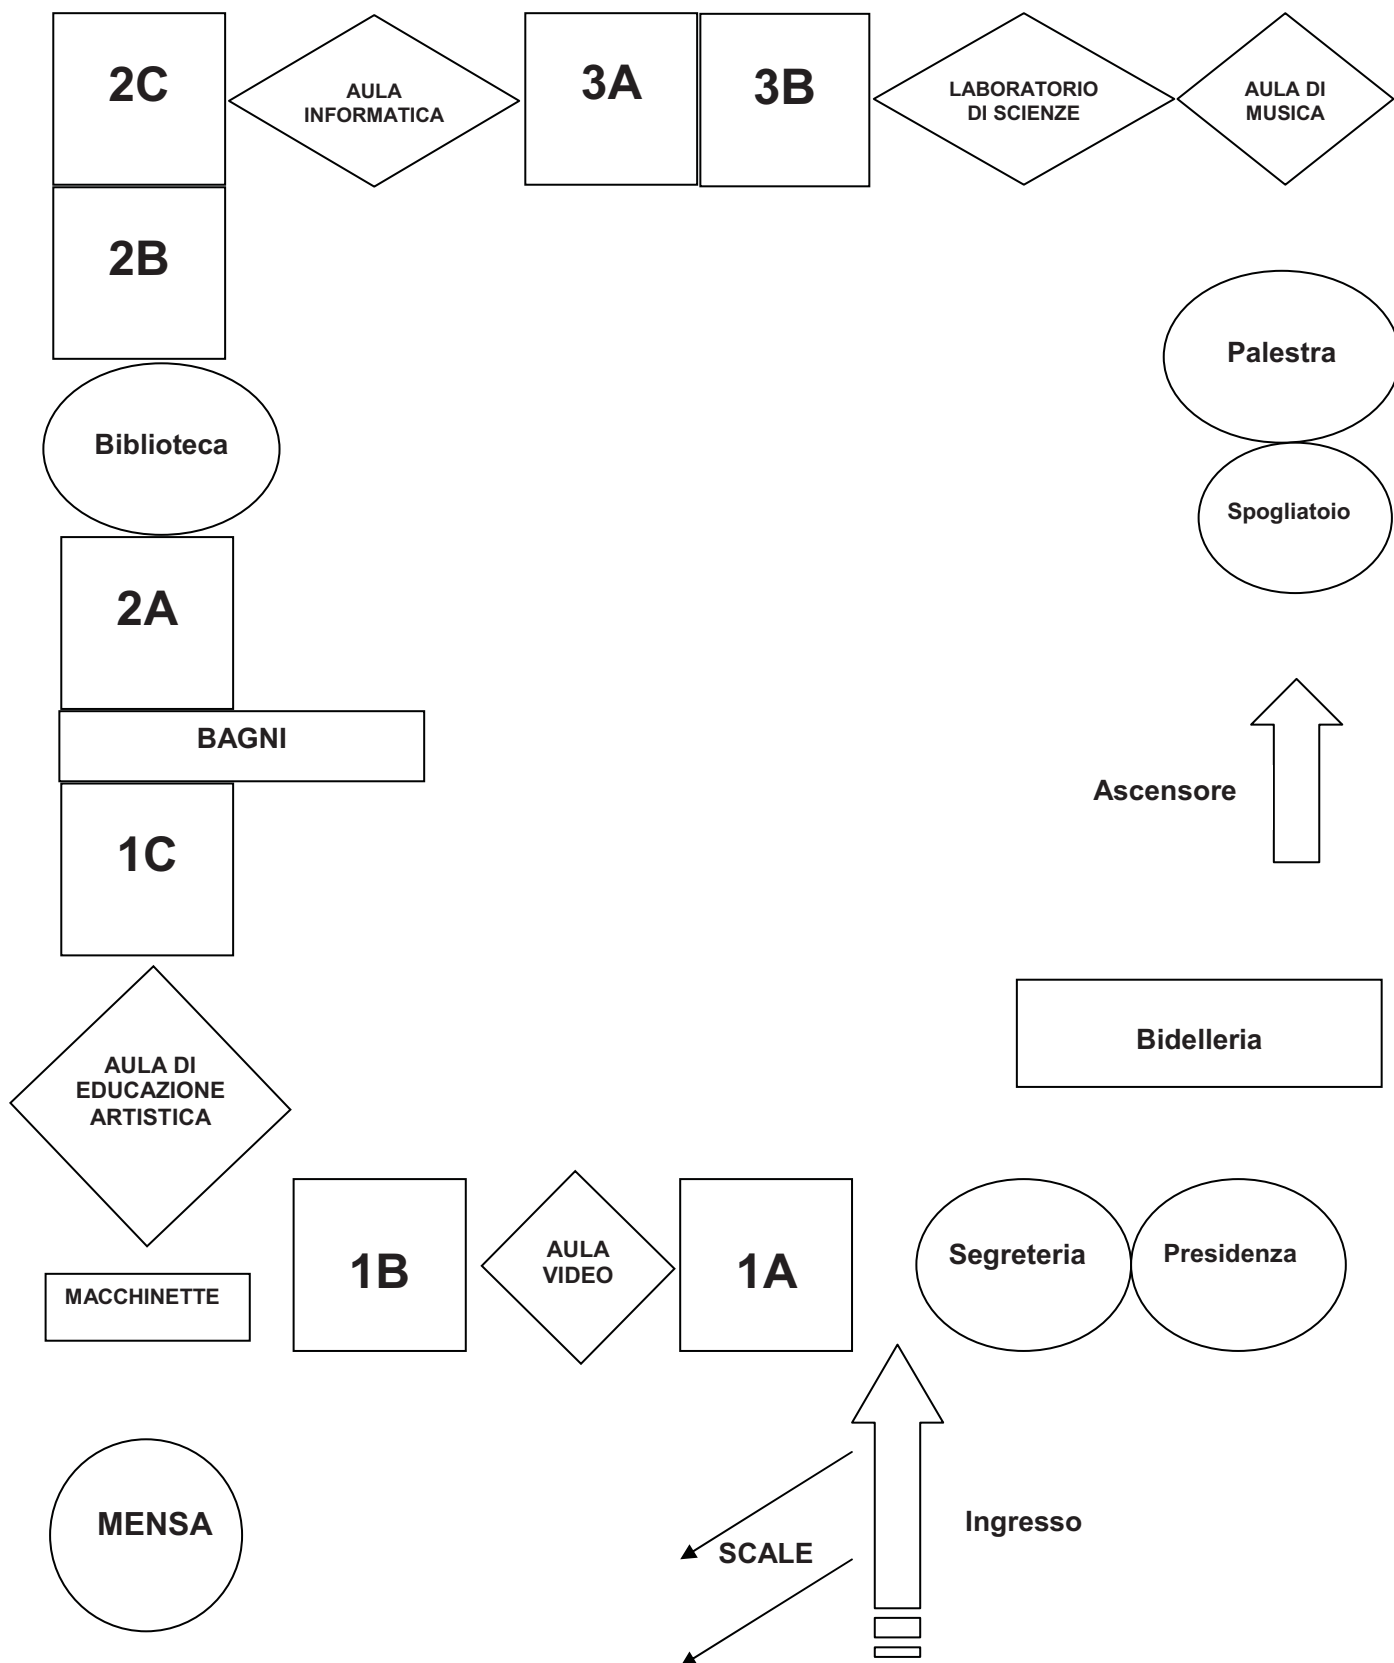 2C
AULA
INFORMATICA
3A
3B
LABORATORIO
DI SCIENZE
AULA DI
MUSICA
2B
Palestra
Biblioteca
Spogliatoio
2A
BAGNI
Ascensore
1C
Bidelleria
AULA DI
EDUCAZIONE
ARTISTICA
1B
AULA
VIDEO
1A
Segreteria
Presidenza
MACCHINETTE
MENSA
SCALE
Ingresso